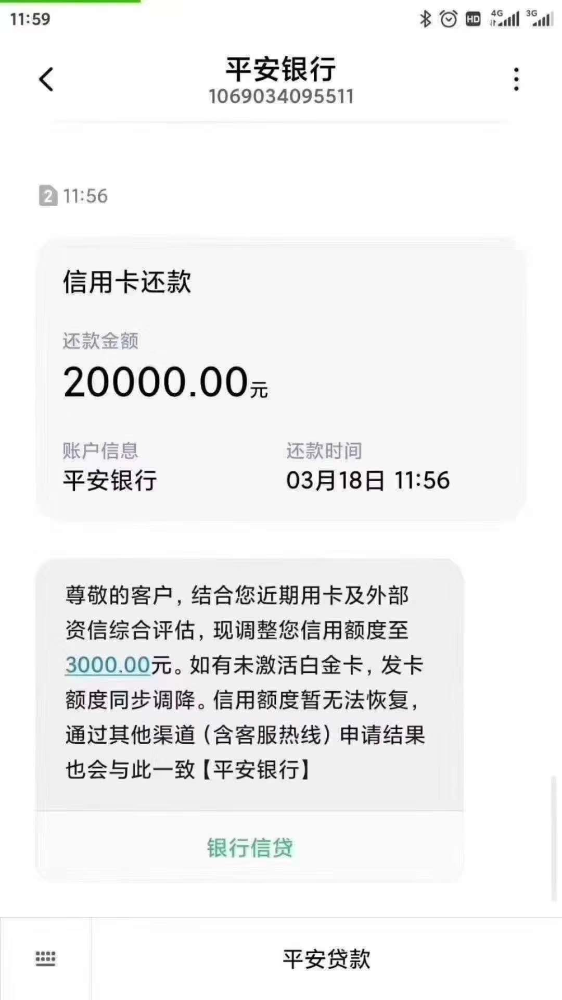 11:59
HD 4G 3G
平安银行
1069034095511
2 11:56
信用卡还款
还款金额
20000.00元
账户信息 还款时间
平安银行 03月18日 11:56
尊敬的客户，结合您近期用卡及外部
资信综合评估，现调整您信用额度至
3000.00元。如有未激活白金卡，发卡
额度同步调降。信用额度暂无法恢复，
通过其他渠道（含客服热线）申请结果
也会与此一致【平安银行】
银行信贷
平安贷款